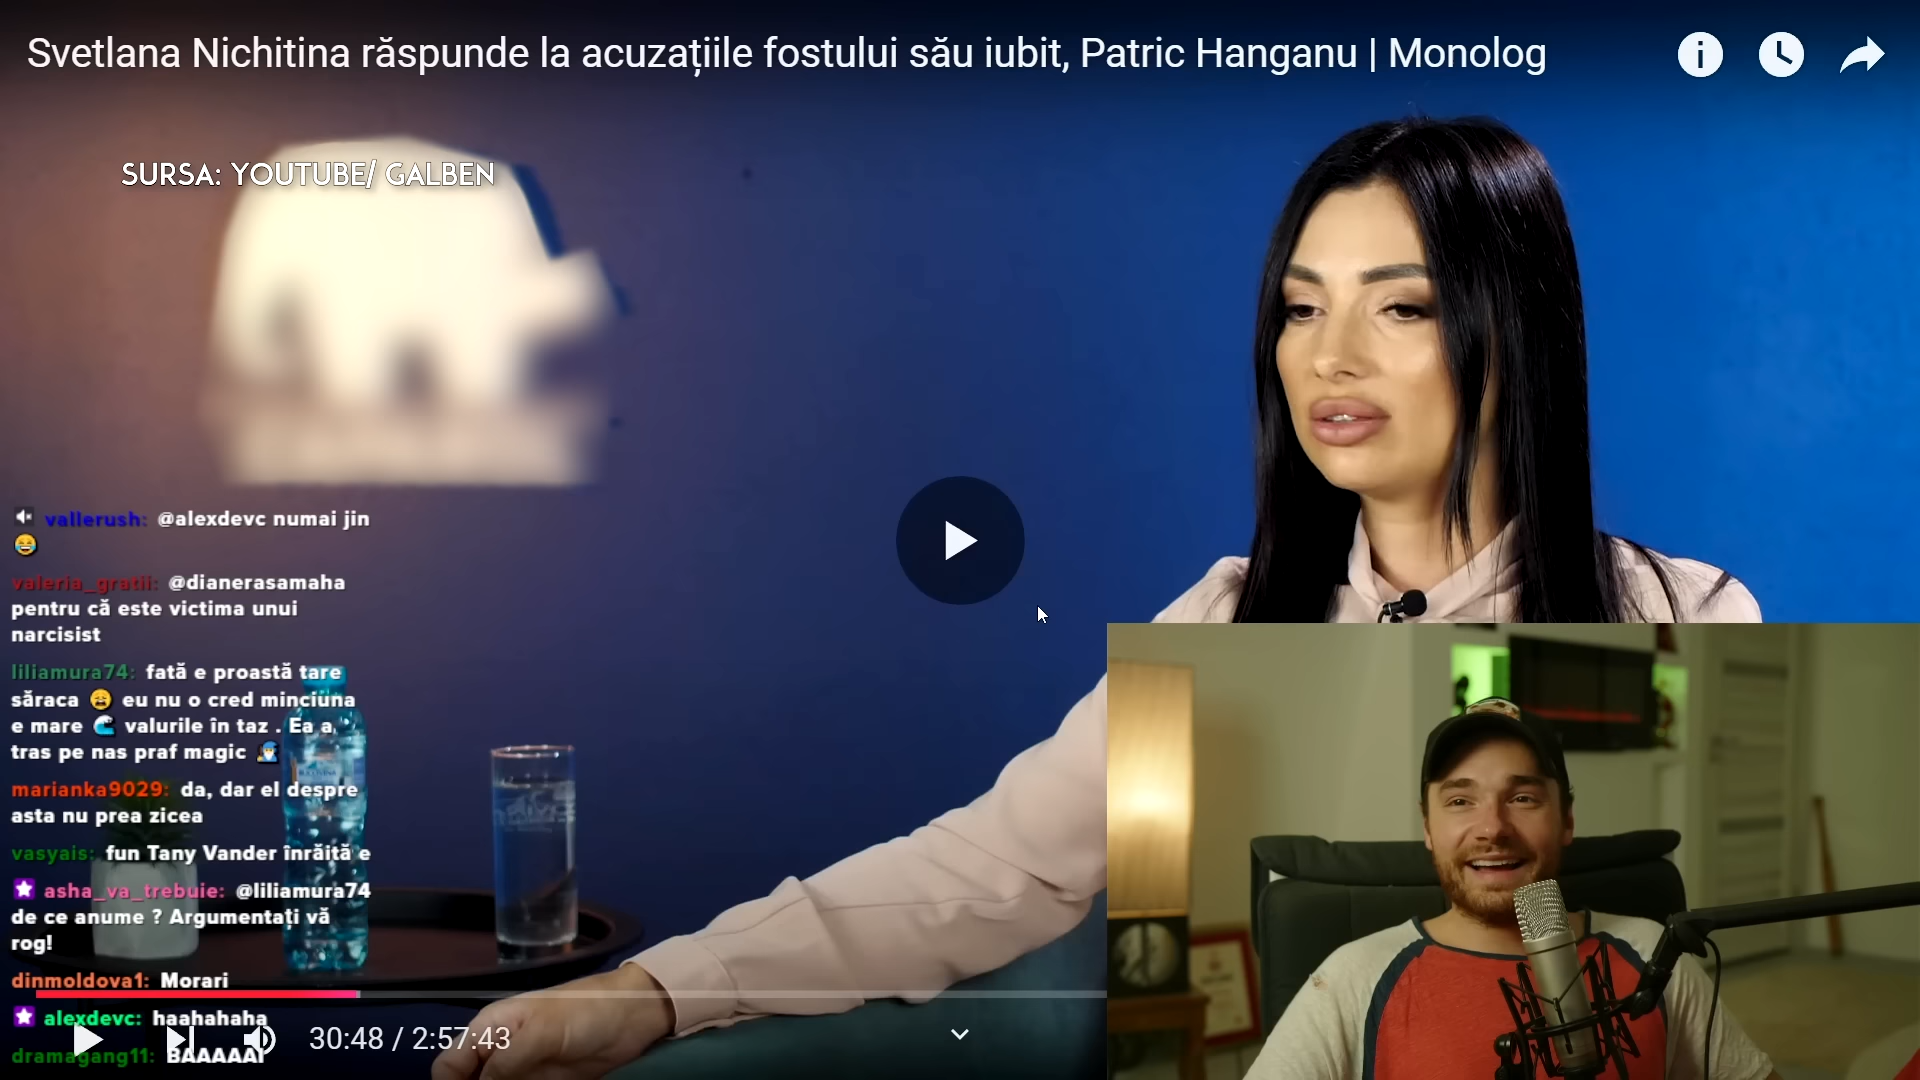 Svetlana Nichitina răspunde la acuzațiile fostului său iubit, Patric Hanganu | Monolog
SURSA: YOUTUBE/ GALBEN
vallerush: @alexdevc numai jin
😂
valeria_gratii: @dianerasamaha
pentru că este victima unui
narcisist
liliamura74: fată e proastă tare
săraca 😩 eu nu o cred minciuna
e mare 🌊 valurile în taz . Ea a
tras pe nas praf magic 🧙‍♂️
marianka9029: da, dar el despre
asta nu prea zicea
vasyais: fun Tany Vander înrăită e
asha_va_trebuie: @liliamura74
de ce anume ? Argumentați vă
rog!
dinmoldova1: Morari
alexdevc: haahahaha
30:48 / 2:57:43
dramagang11: BAAAAAI